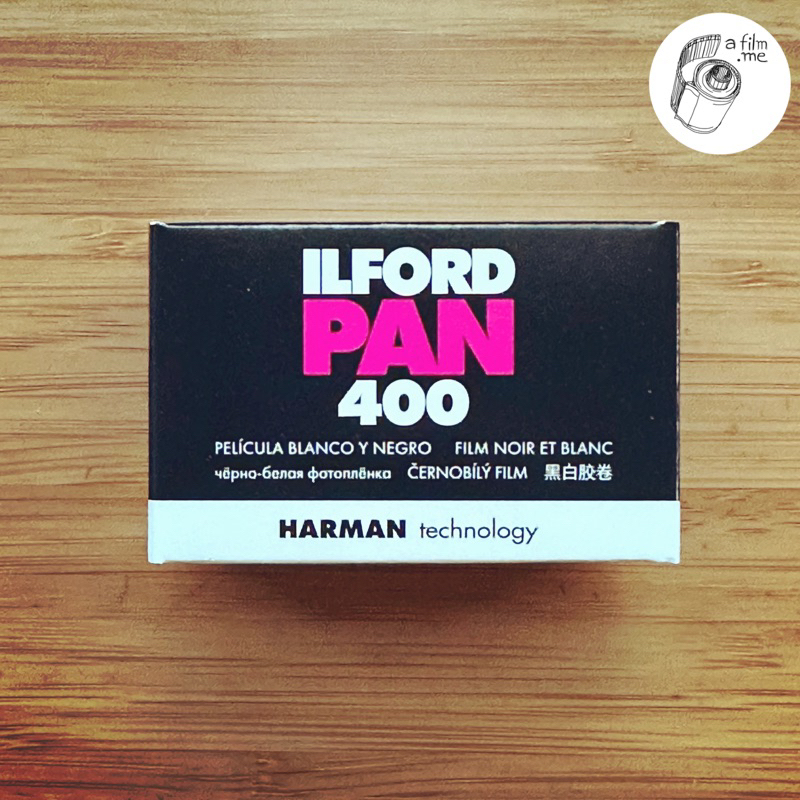 a film
.me
ILFORD
PAN
400
PELÍCULA BLANCO Y NEGRO FILM NOIR ET BLANC
чёрно-белая фотоплёнка ČERNOBÍLÝ FILM 黑白胶卷
HARMAN technology